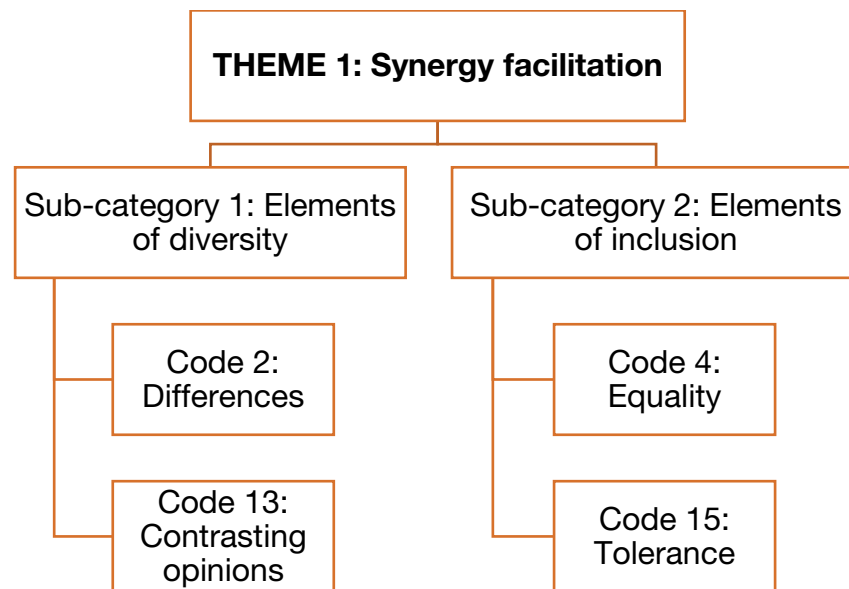 THEME 1: Synergy facilitation
Sub-category 1: Elements
of diversity
Sub-category 2: Elements
of inclusion
Code 2:
Differences
Code 4:
Equality
Code 13:
Contrasting
opinions
Code 15:
Tolerance